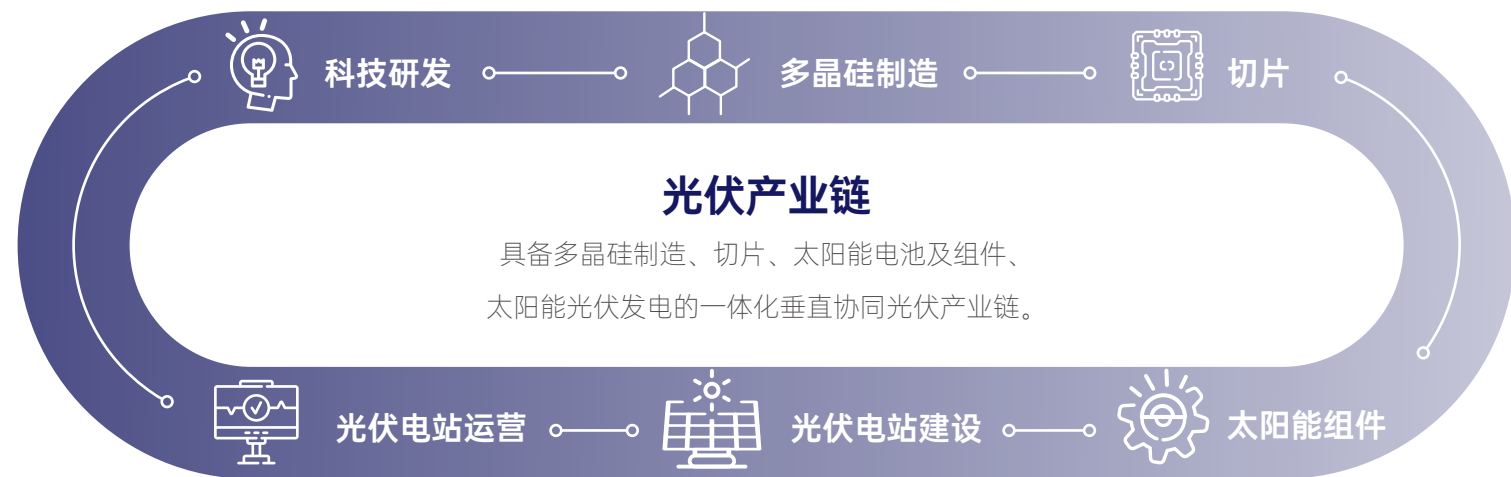 科技研发
多晶硅制造
切片
光伏产业链
具备多晶硅制造、切片、太阳能电池及组件、
太阳能光伏发电的一体化垂直协同光伏产业链。
光伏电站运营
光伏电站建设
太阳能组件